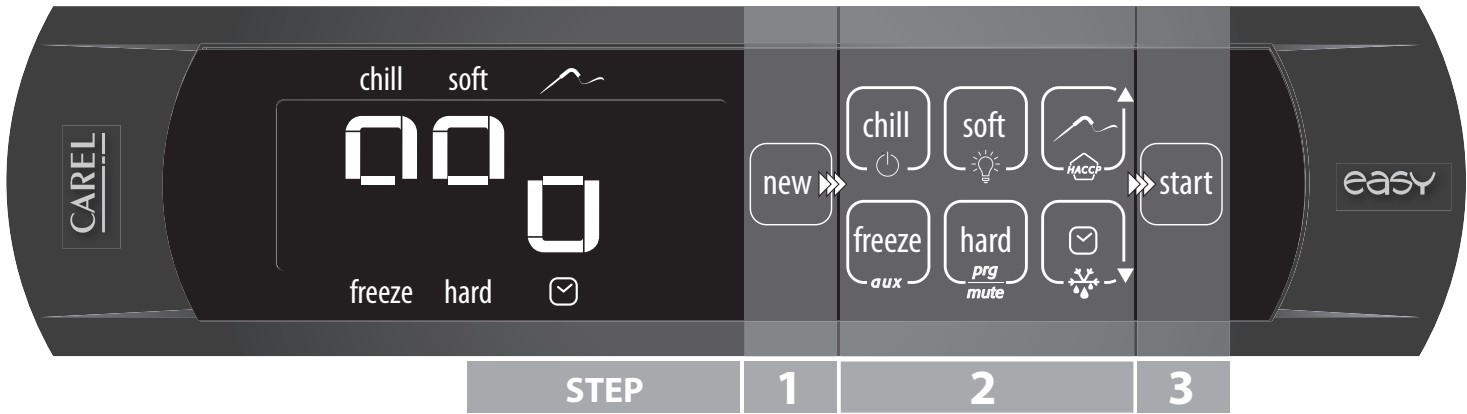 CAREL
chill soft
freeze hard
new
chill soft HACCP
freeze aux hard prg mute
start
easy
STEP 1 2 3